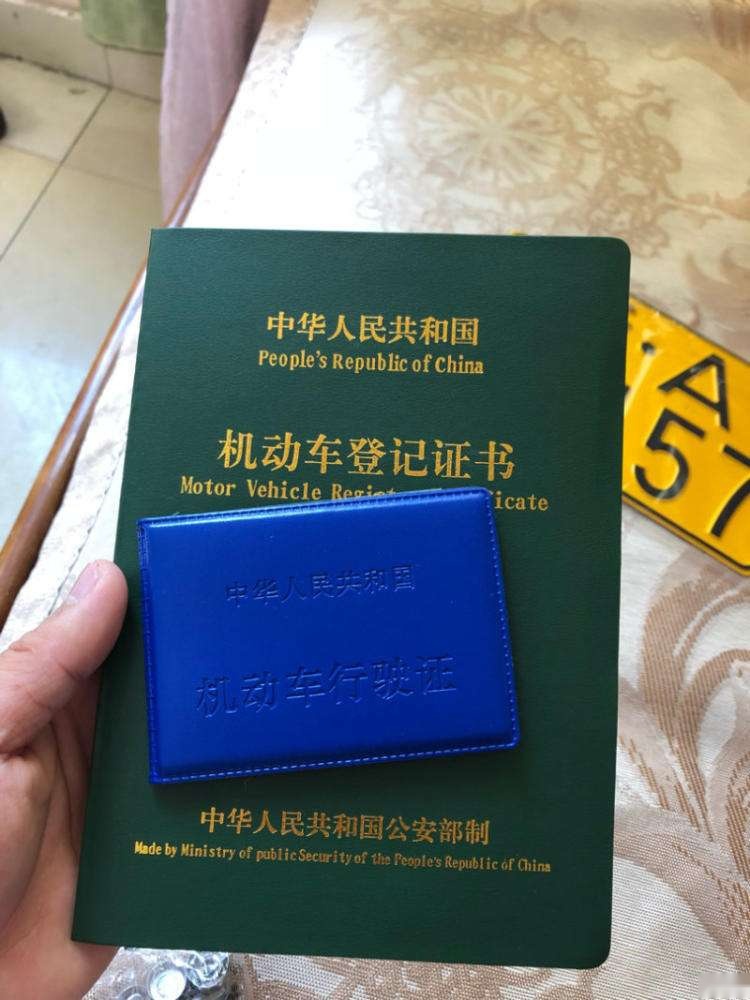 中华人民共和国
People's Republic of China
机动车登记证书
Motor Vehicle Regist icate
中华人民共和国
机动车行驶证
中华人民共和国公安部制
Made by Ministry of public Security of the People's Republic of China
A
57